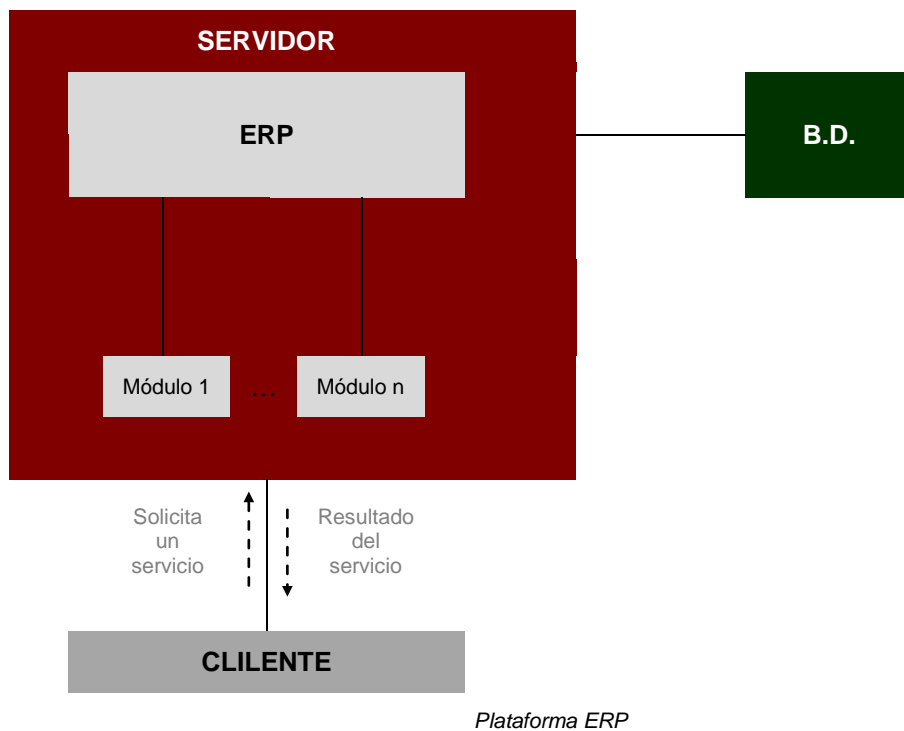 SERVIDOR
ERP
B.D.
Módulo 1
...
Módulo n
Solicita
un
servicio
Resultado
del
servicio
CLILENTE
Plataforma ERP